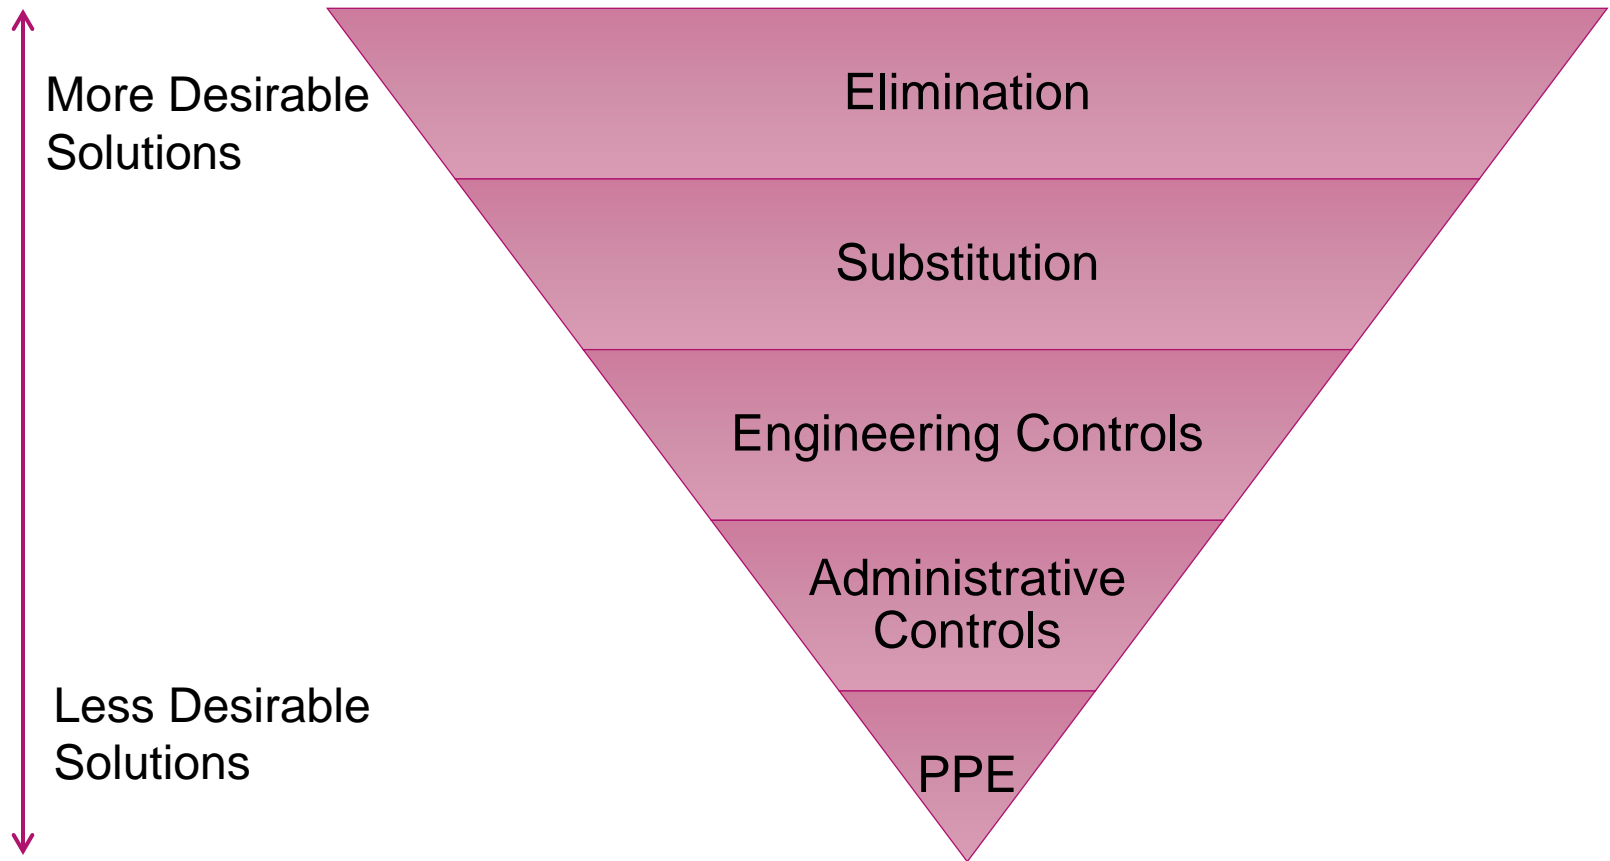 More Desirable
Solutions
Elimination
Substitution
Engineering Controls
Administrative
Controls
Less Desirable
Solutions
PPE